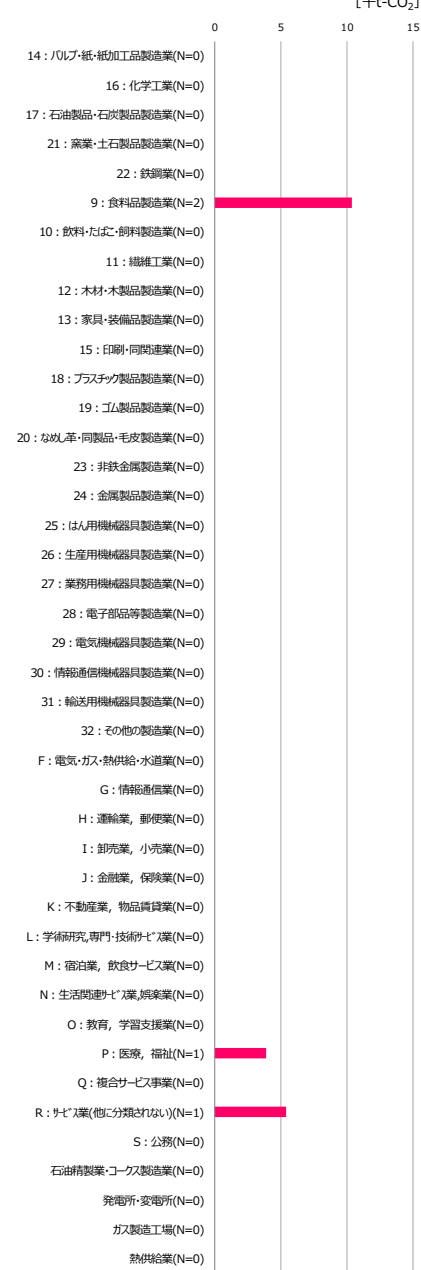 [千t-CO2]
0 5 10 15
14：パルプ・紙・紙加工品製造業(N=0)
16：化学工業(N=0)
17：石油製品・石炭製品製造業(N=0)
21：窯業・土石製品製造業(N=0)
22：鉄鋼業(N=0)
9：食料品製造業(N=2)
10：飲料・たばこ・飼料製造業(N=0)
11：繊維工業(N=0)
12：木材・木製品製造業(N=0)
13：家具・装備品製造業(N=0)
15：印刷・同関連業(N=0)
18：プラスチック製品製造業(N=0)
19：ゴム製品製造業(N=0)
20：なめし革・同製品・毛皮製造業(N=0)
23：非鉄金属製造業(N=0)
24：金属製品製造業(N=0)
25：はん用機械器具製造業(N=0)
26：生産用機械器具製造業(N=0)
27：業務用機械器具製造業(N=0)
28：電子部品等製造業(N=0)
29：電気機械器具製造業(N=0)
30：情報通信機械器具製造業(N=0)
31：輸送用機械器具製造業(N=0)
32：その他の製造業(N=0)
F：電気・ガス・熱供給・水道業(N=0)
G：情報通信業(N=0)
H：運輸業，郵便業(N=0)
I：卸売業，小売業(N=0)
J：金融業，保険業(N=0)
K：不動産業，物品賃貸業(N=0)
L：学術研究,専門・技術ｻｰﾋﾞｽ業(N=0)
M：宿泊業，飲食サービス業(N=0)
N：生活関連ｻｰﾋﾞｽ業,娯楽業(N=0)
O：教育，学習支援業(N=0)
P：医療，福祉(N=1)
Q：複合サービス事業(N=0)
R：ｻｰﾋﾞｽ業(他に分類されない)(N=1)
S：公務(N=0)
石油精製業・コークス製造業(N=0)
発電所・変電所(N=0)
ガス製造工場(N=0)
熱供給業(N=0)